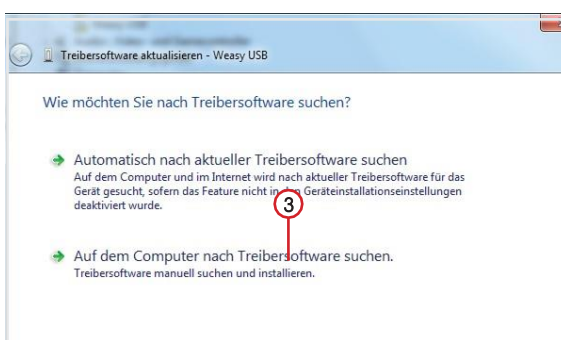 Treibersoftware aktualisieren - Weasy USB
Wie möchten Sie nach Treibersoftware suchen?
Automatisch nach aktueller Treibersoftware suchen
Auf dem Computer und im Internet wird nach aktueller Treibersoftware für das
Gerät gesucht, sofern das Feature nicht in den Geräteinstallationseinstellungen
deaktiviert wurde.
3
Auf dem Computer nach Treibersoftware suchen.
Treibersoftware manuell suchen und installieren.